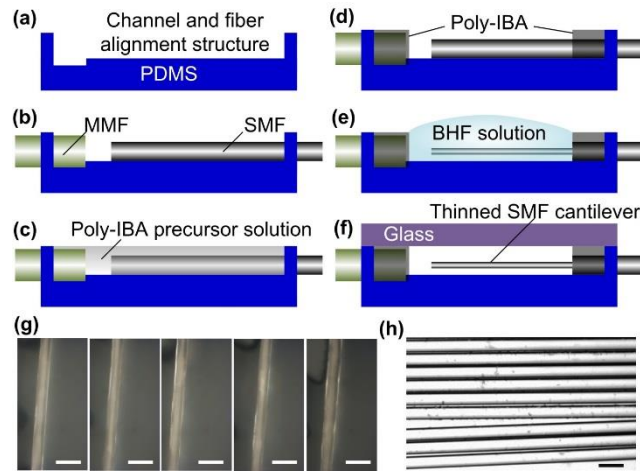 (a)
Channel and fiber
alignment structure
PDMS
(b)
MMF
SMF
(c)
Poly-IBA precursor solution
(d)
Poly-IBA
(e)
BHF solution
(f)
Thinned SMF cantilever
Glass
(g)
(h)